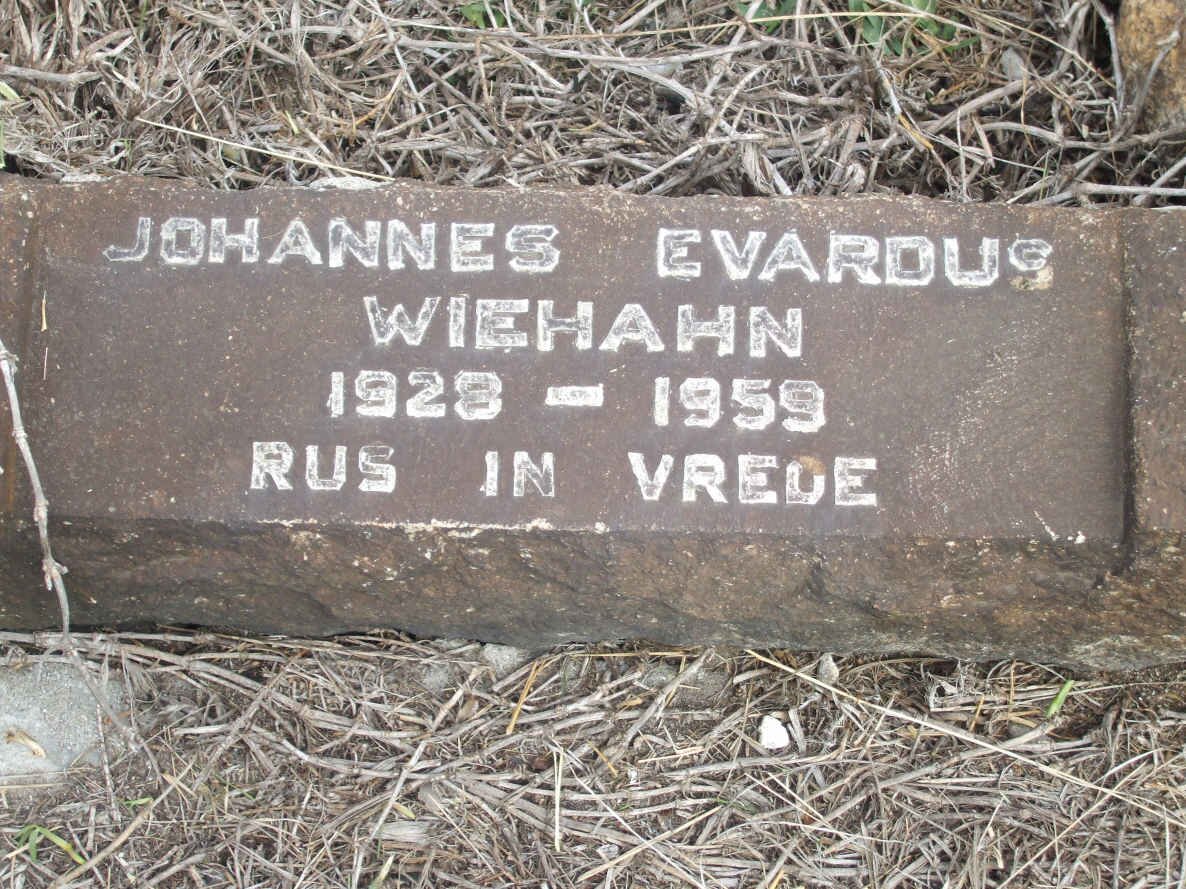 JOHANNES EVARDUS
WIEHAHN
1928 - 1959
RUS IN VREDE